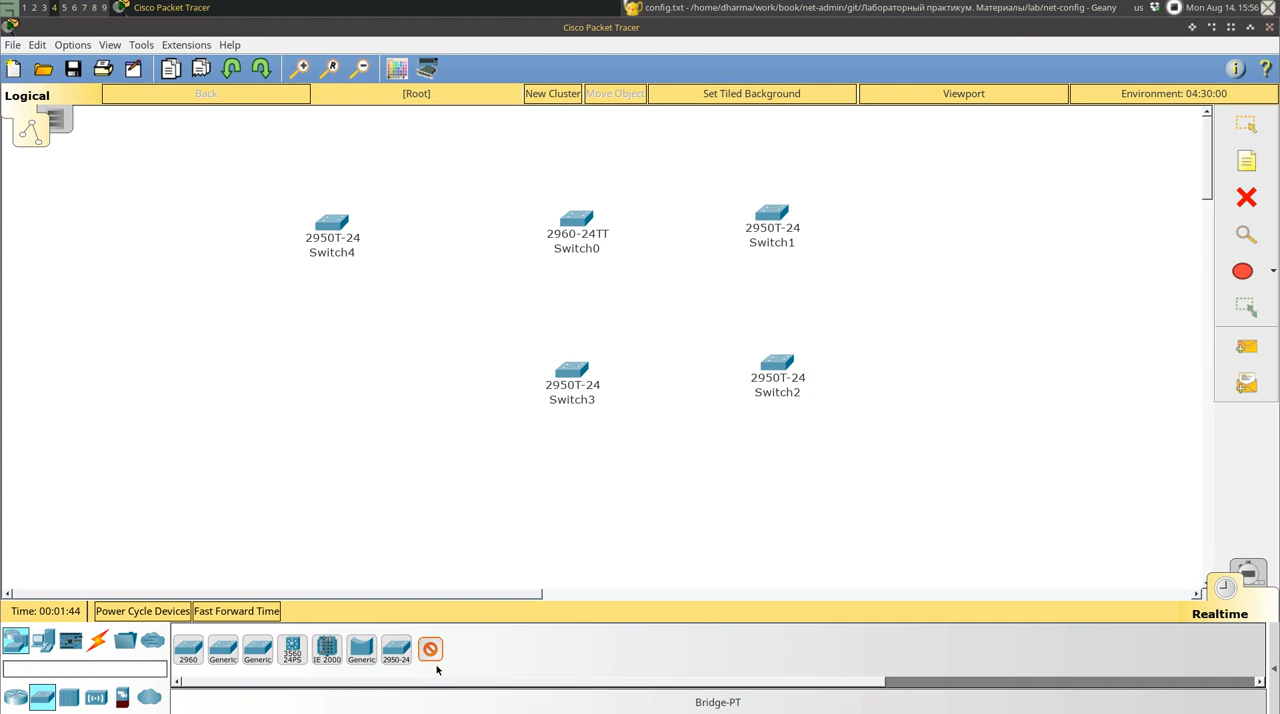 1 2 3 4 5 6 7 8 9 Cisco Packet Tracer config.txt - /home/dharma/work/book/net-admin/git/Лабораторный практикум. Материалы/lab/net-config - Geany us Mon Aug 14, 15:56
Cisco Packet Tracer
File Edit Options View Tools Extensions Help
Logical Back [Root] New Cluster Move Object Set Tiled Background Viewport Environment: 04:30:00
2950T-24
Switch4
2960-24TT
Switch0
2950T-24
Switch1
2950T-24
Switch3
2950T-24
Switch2
Time: 00:01:44 Power Cycle Devices Fast Forward Time Realtime
2960 Generic Generic 3560 24PS IE 2000 Generic 2950-24
Bridge-PT